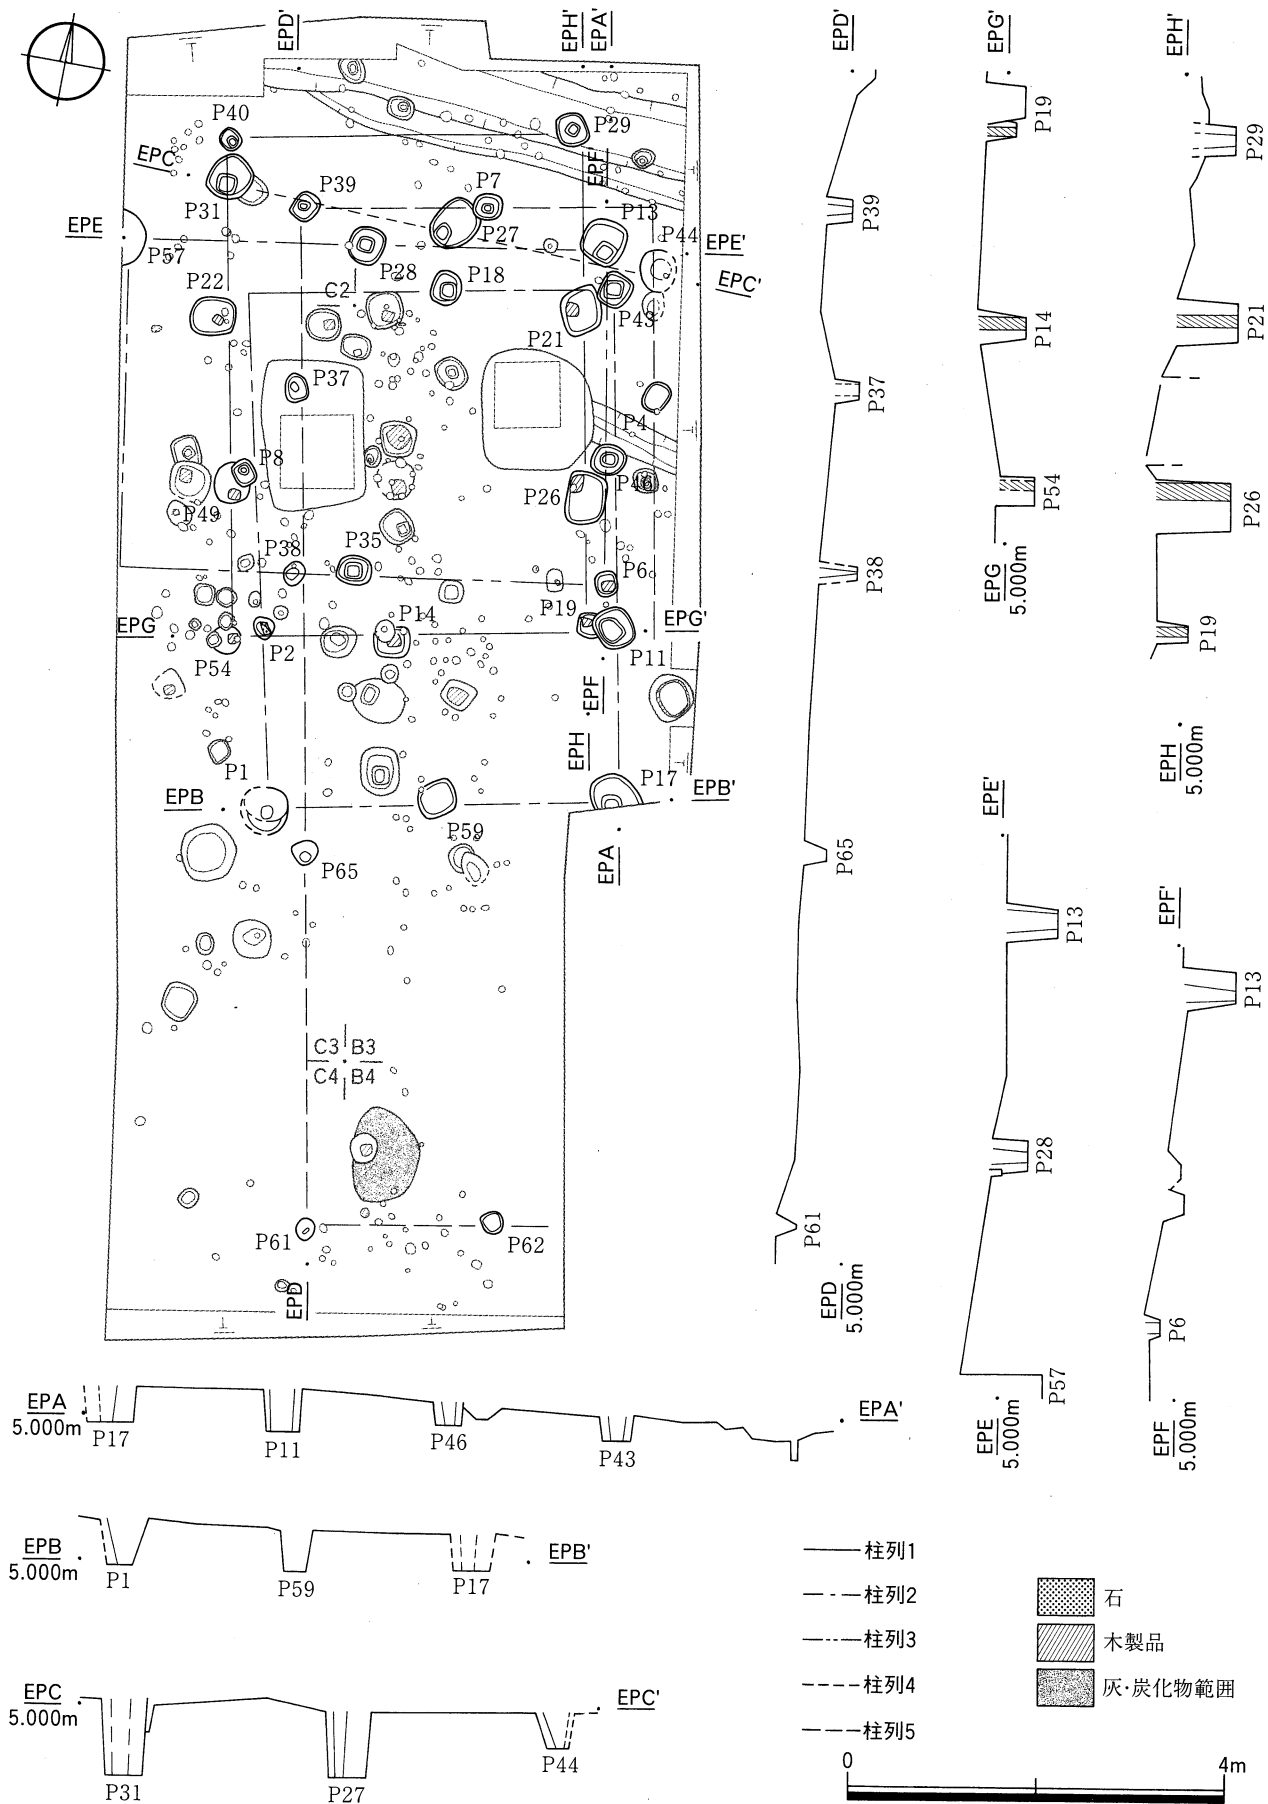 EPD'
EPH'
EPA'
P40
P29
EPC
EPF'
P39
P7
P31
P13
EPE
P27
P44
EPE'
P57
P28
EPC'
P22
P18
C2
P43
P21
P37
P4
P8
P46
P26
P49
P38
P35
P6
P19
EPG
P14
EPG'
P2
P54
P11
EPF
EPH
P1
P17
EPB
EPB'
P59
P65
EPA
C3 B3
C4 B4
P61
P62
EPD
EPD'
P39
P37
P38
P65
P61
EPD
5.000m
EPG'
P19
P14
P54
EPG
5.000m
EPH'
P29
P21
P26
P19
EPH
5.000m
EPE'
P13
P28
P57
EPE
5.000m
EPF'
P13
P6
EPF
5.000m
EPA
5.000m
P17
P11
P46
P43
EPA'
EPB
5.000m
P1
P59
P17
EPB'
EPC
5.000m
P31
P27
P44
EPC'
柱列1
柱列2
柱列3
柱列4
柱列5
石
木製品
灰・炭化物範囲
0 4m